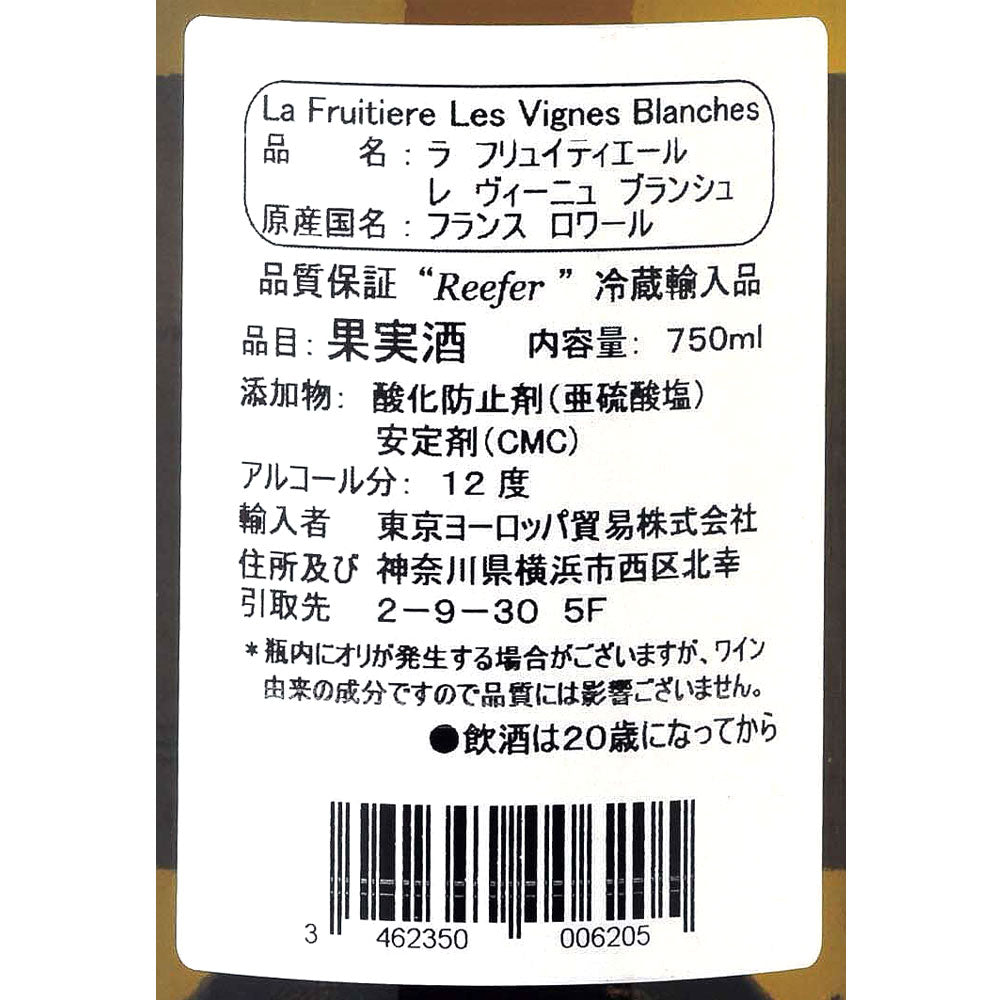 La Fruitiere Les Vignes Blanches
品 名：ラ フリュイティエール
レ ヴィーニュ ブランシュ
原産国名：フランス ロワール
品質保証 “Reefer ” 冷蔵輸入品
品目：果実酒 内容量： 750ml
添加物： 酸化防止剤（亜硫酸塩）
安定剤（CMC）
アルコール分： 12 度
輸入者 東京ヨーロッパ貿易株式会社
住所及び 神奈川県横浜市西区北幸
引取先 2－9－30 5F
＊瓶内にオリが発生する場合がございますが、ワイン
由来の成分ですので品質には影響ございません。
●飲酒は20歳になってから
3 462350 006205